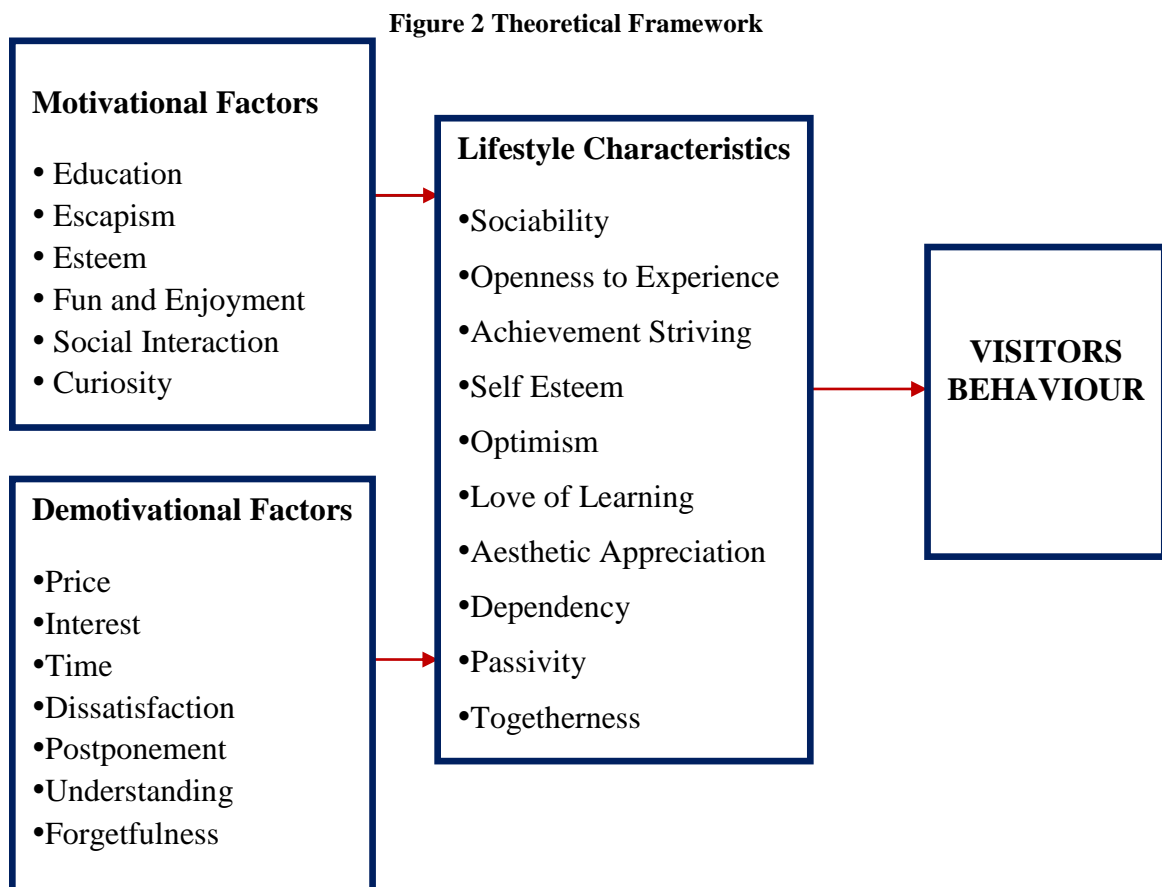 Figure 2 Theoretical Framework
Motivational Factors
• Education
• Escapism
• Esteem
• Fun and Enjoyment
• Social Interaction
• Curiosity
Demotivational Factors
•Price
•Interest
•Time
•Dissatisfaction
•Postponement
•Understanding
•Forgetfulness
Lifestyle Characteristics
•Sociability
•Openness to Experience
•Achievement Striving
•Self Esteem
•Optimism
•Love of Learning
•Aesthetic Appreciation
•Dependency
•Passivity
•Togetherness
VISITORS
BEHAVIOUR